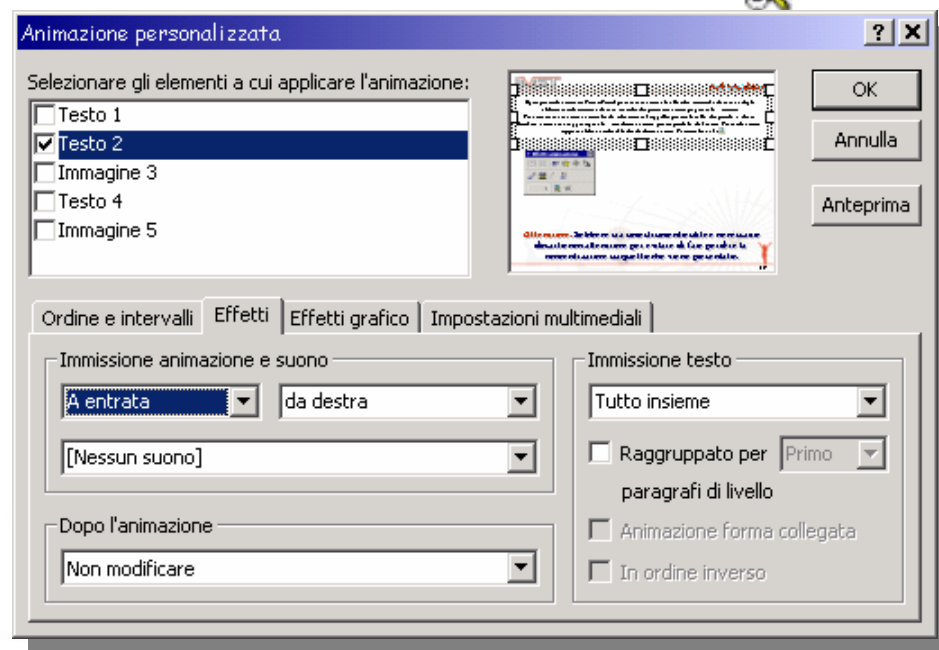 Animazione personalizzata
Selezionare gli elementi a cui applicare l'animazione:
Testo 1
Testo 2
Immagine 3
Testo 4
Immagine 5
OK
Annulla
Anteprima
Ordine e intervalli
Effetti
Effetti grafico
Impostazioni multimediali
Immissione animazione e suono
A entrata
da destra
[Nessun suono]
Dopo l'animazione
Non modificare
Immissione testo
Tutto insieme
Raggruppato per
Primo
paragrafi di livello
Animazione forma collegata
In ordine inverso